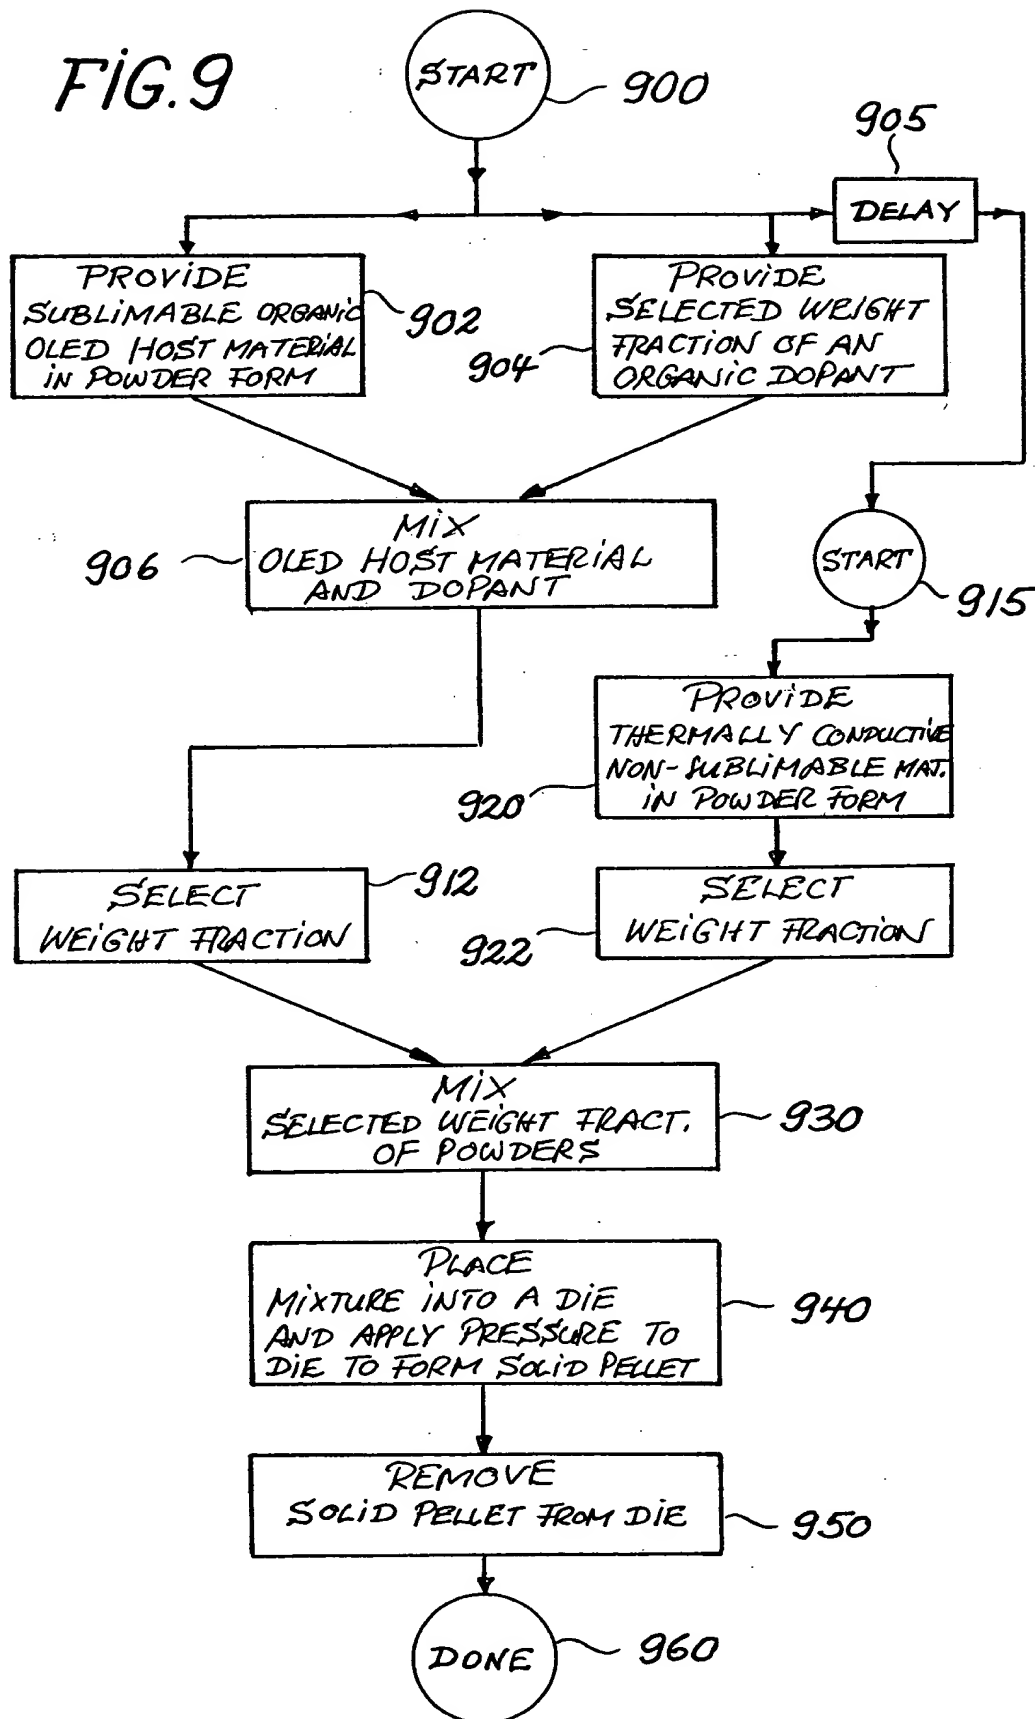 FIG. 9
START
900
905
DELAY
PROVIDE
SUBLIMABLE ORGANIC
OLED HOST MATERIAL
IN POWDER FORM
902
PROVIDE
SELECTED WEIGHT
FRACTION OF AN
ORGANIC DOPANT
904
MIX
OLED HOST MATERIAL
AND DOPANT
906
START
915
PROVIDE
THERMALLY CONDUCTIVE
NON-SUBLIMABLE MAT.
IN POWDER FORM
920
SELECT
WEIGHT FRACTION
912
SELECT
WEIGHT FRACTION
922
MIX
SELECTED WEIGHT FRACT.
OF POWDERS
930
PLACE
MIXTURE INTO A DIE
AND APPLY PRESSURE TO
DIE TO FORM SOLID PELLET
940
REMOVE
SOLID PELLET FROM DIE
950
DONE
960